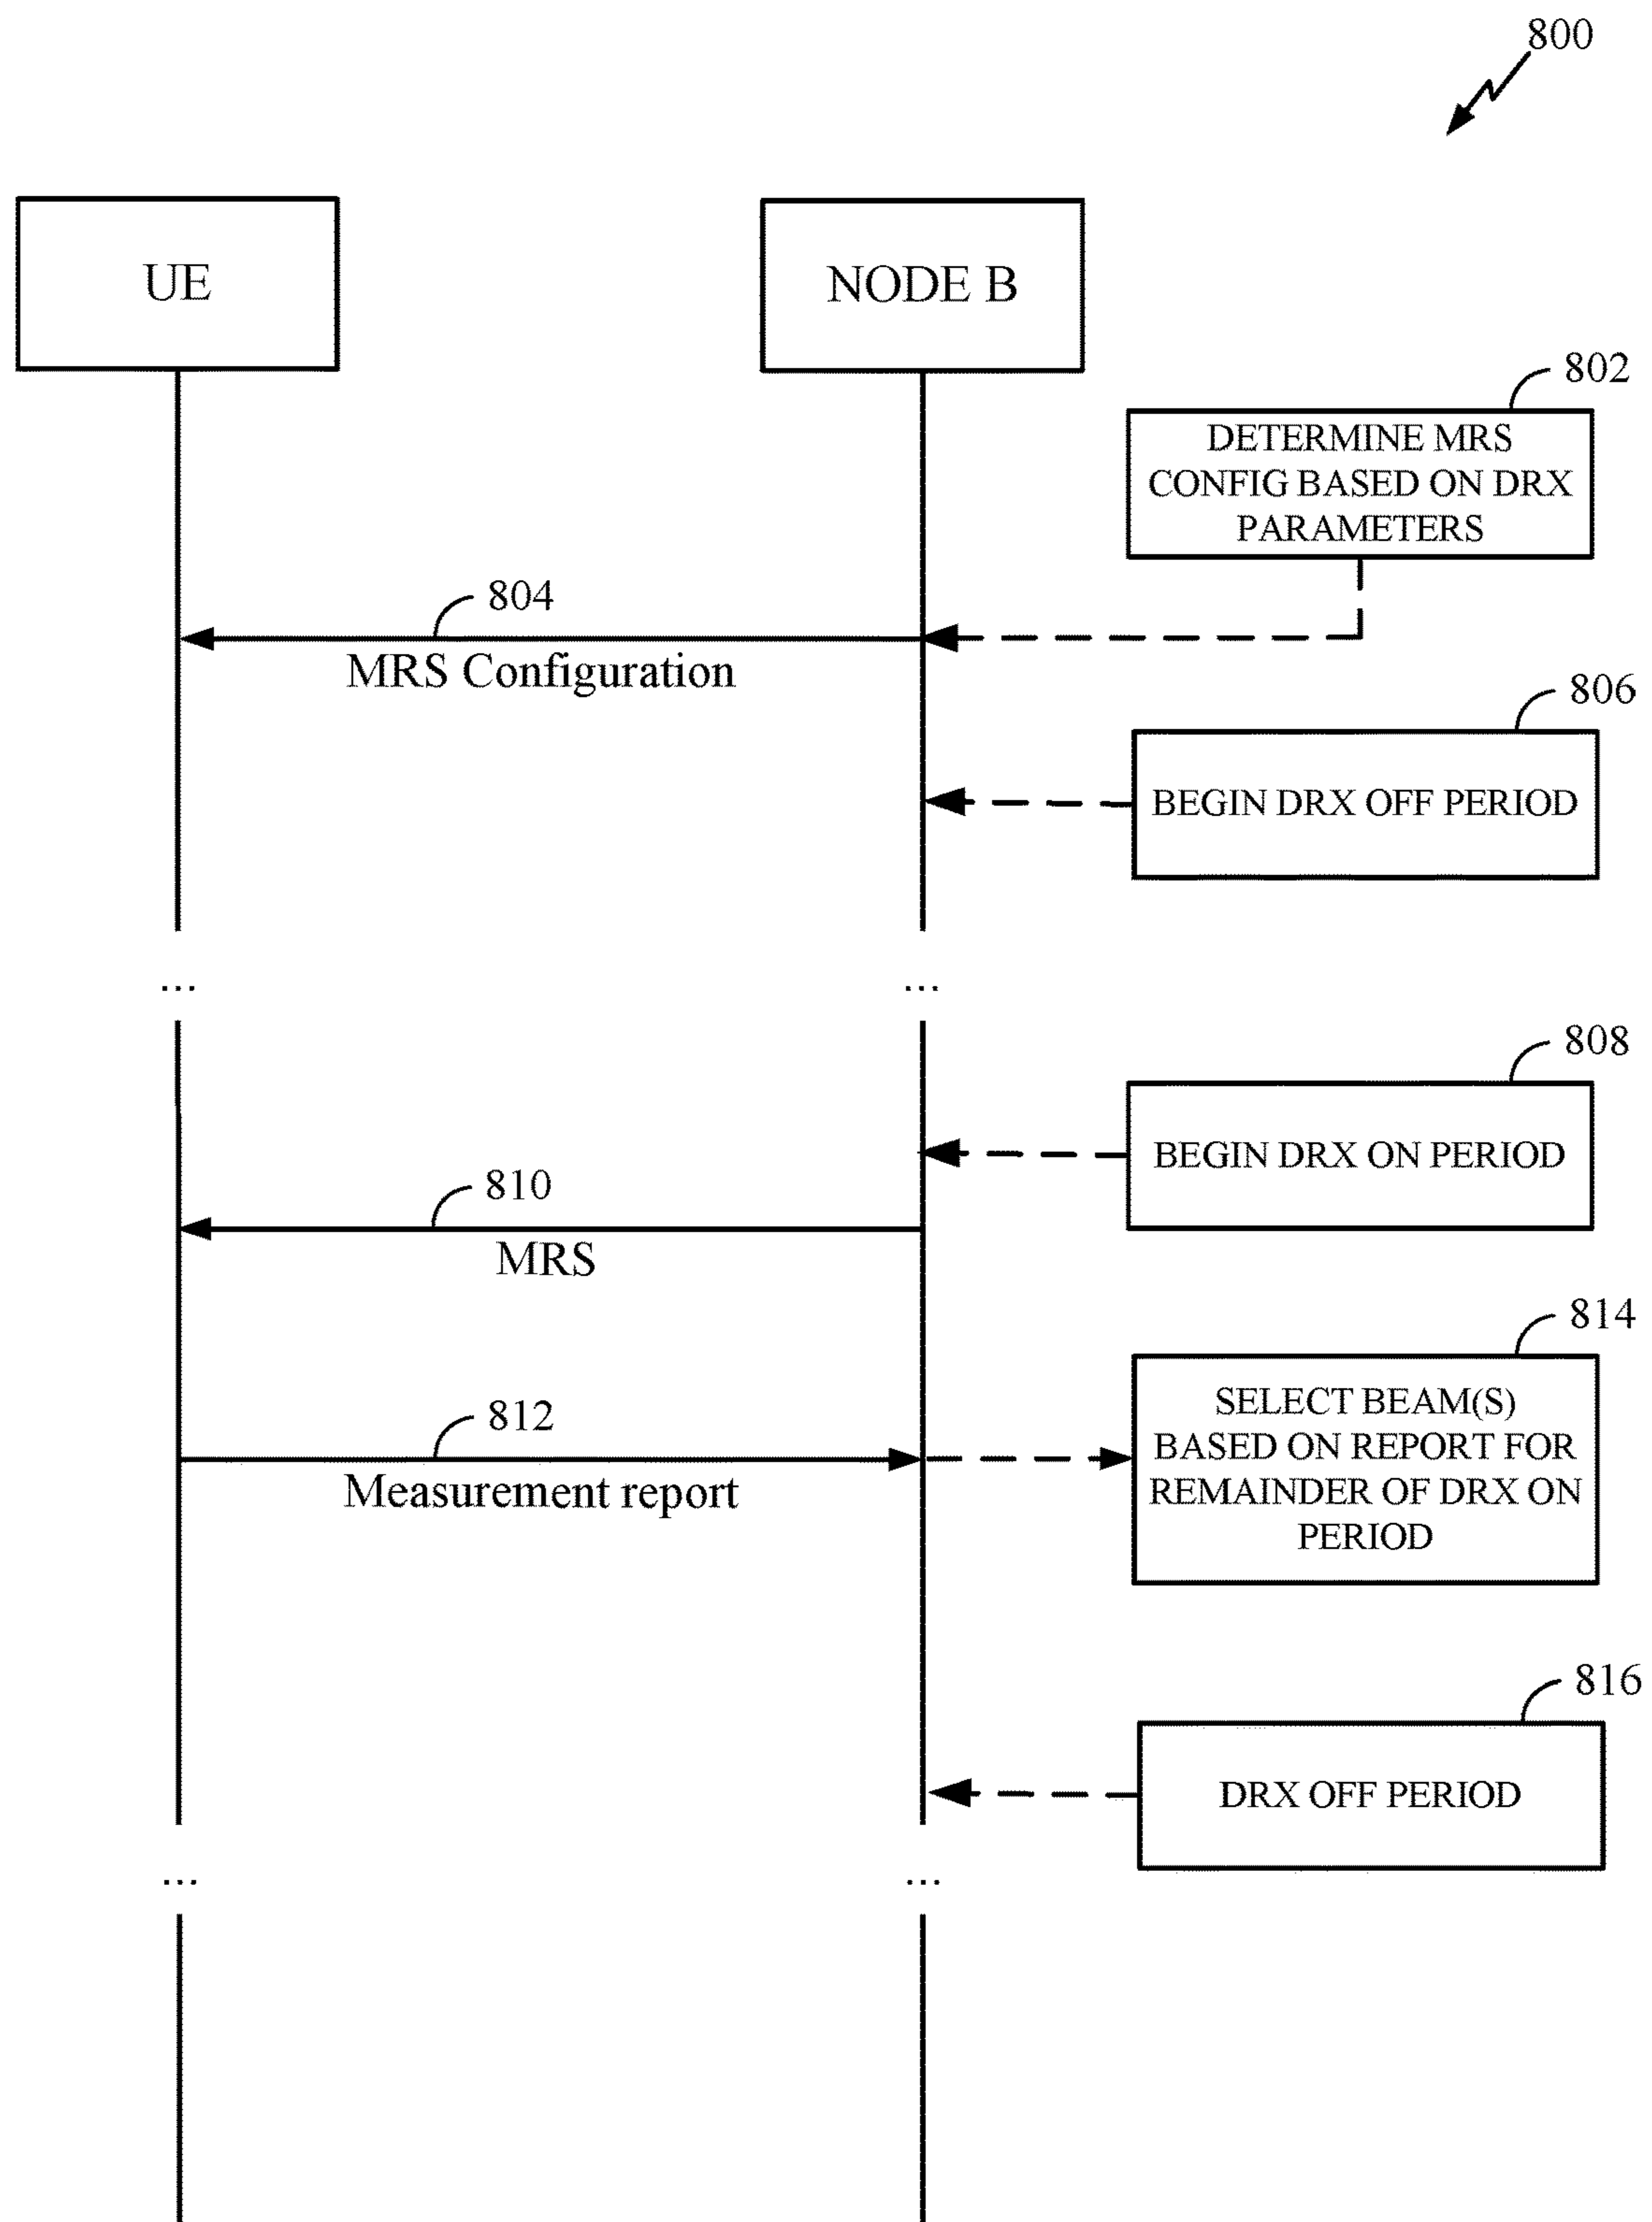 800
UE
NODE B
802
DETERMINE MRS
CONFIG BASED ON DRX
PARAMETERS
804
MRS Configuration
806
BEGIN DRX OFF PERIOD
...
...
808
BEGIN DRX ON PERIOD
810
MRS
814
SELECT BEAM(S)
BASED ON REPORT FOR
REMAINDER OF DRX ON
PERIOD
812
Measurement report
816
DRX OFF PERIOD
...
...